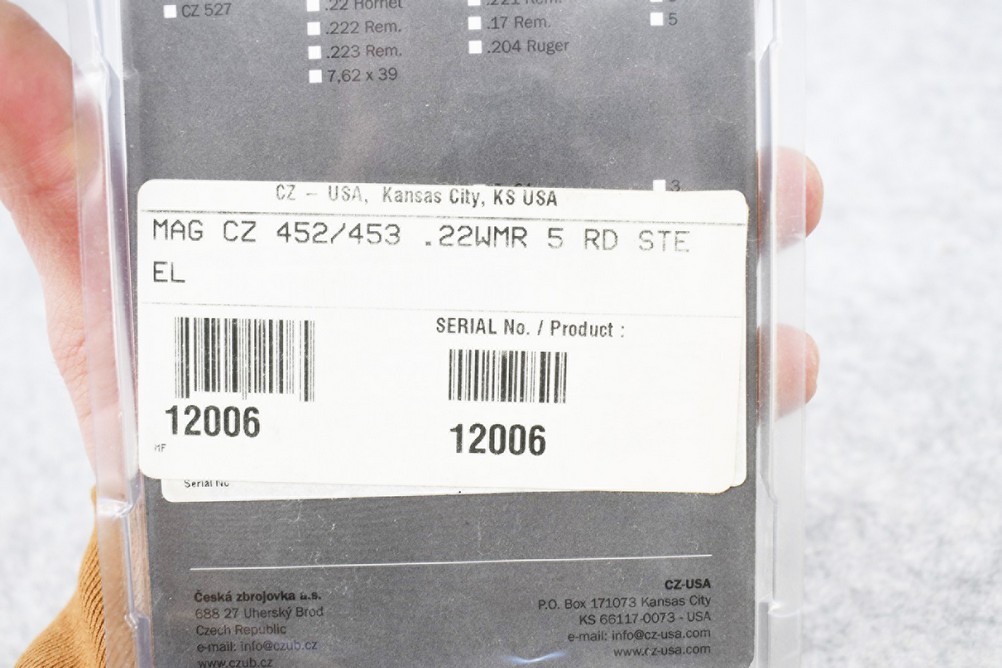 CZ 527
.22 Hornet
.222 Rem.
.223 Rem.
7,62 x 39
.221 Rem.
.17 Rem.
.204 Ruger
5
3
CZ – USA, Kansas City, KS USA
MAG CZ 452/453 .22WMR 5 RD STE
EL
SERIAL No. / Product :
12006
12006
MF
Serial No
Česká zbrojovka a.s.
688 27 Uherský Brod
Czech Republic
e-mail: info@czub.cz
www.czub.cz
CZ-USA
P.O. Box 171073 Kansas City
KS 66117-0073 - USA
e-mail: info@cz-usa.com
www.cz-usa.com